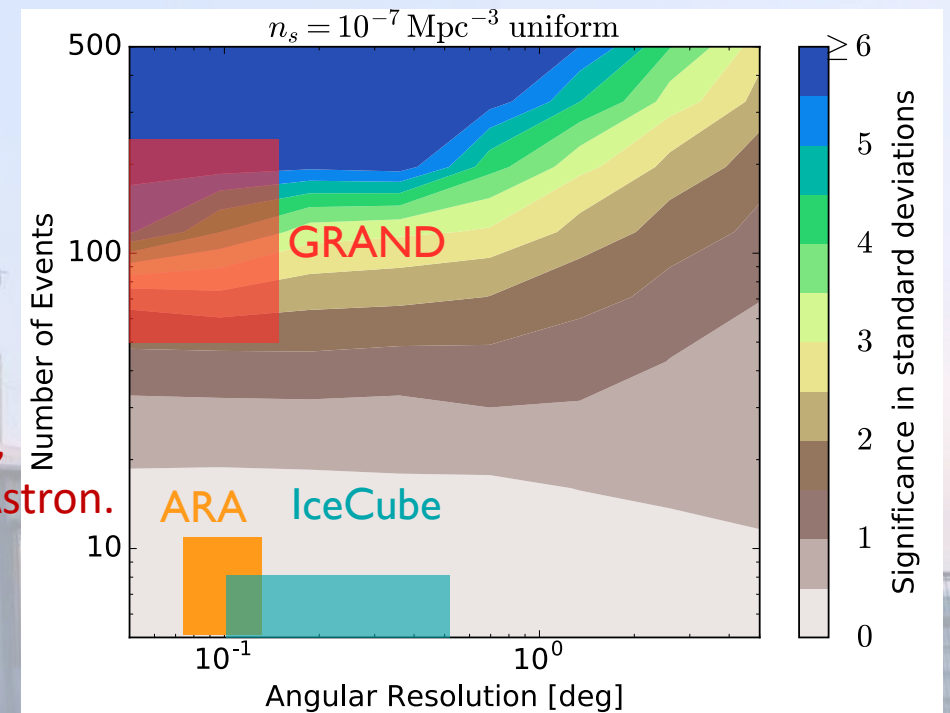 $n_s = 10^{-7}\,\mathrm{Mpc}^{-3}$ uniform
500
100
10
Number of Events
GRAND
ARA
IceCube
10^{-1}
10^{0}
Angular Resolution [deg]
≥ 6
5
4
3
2
1
0
Significance in standard deviations
stron.